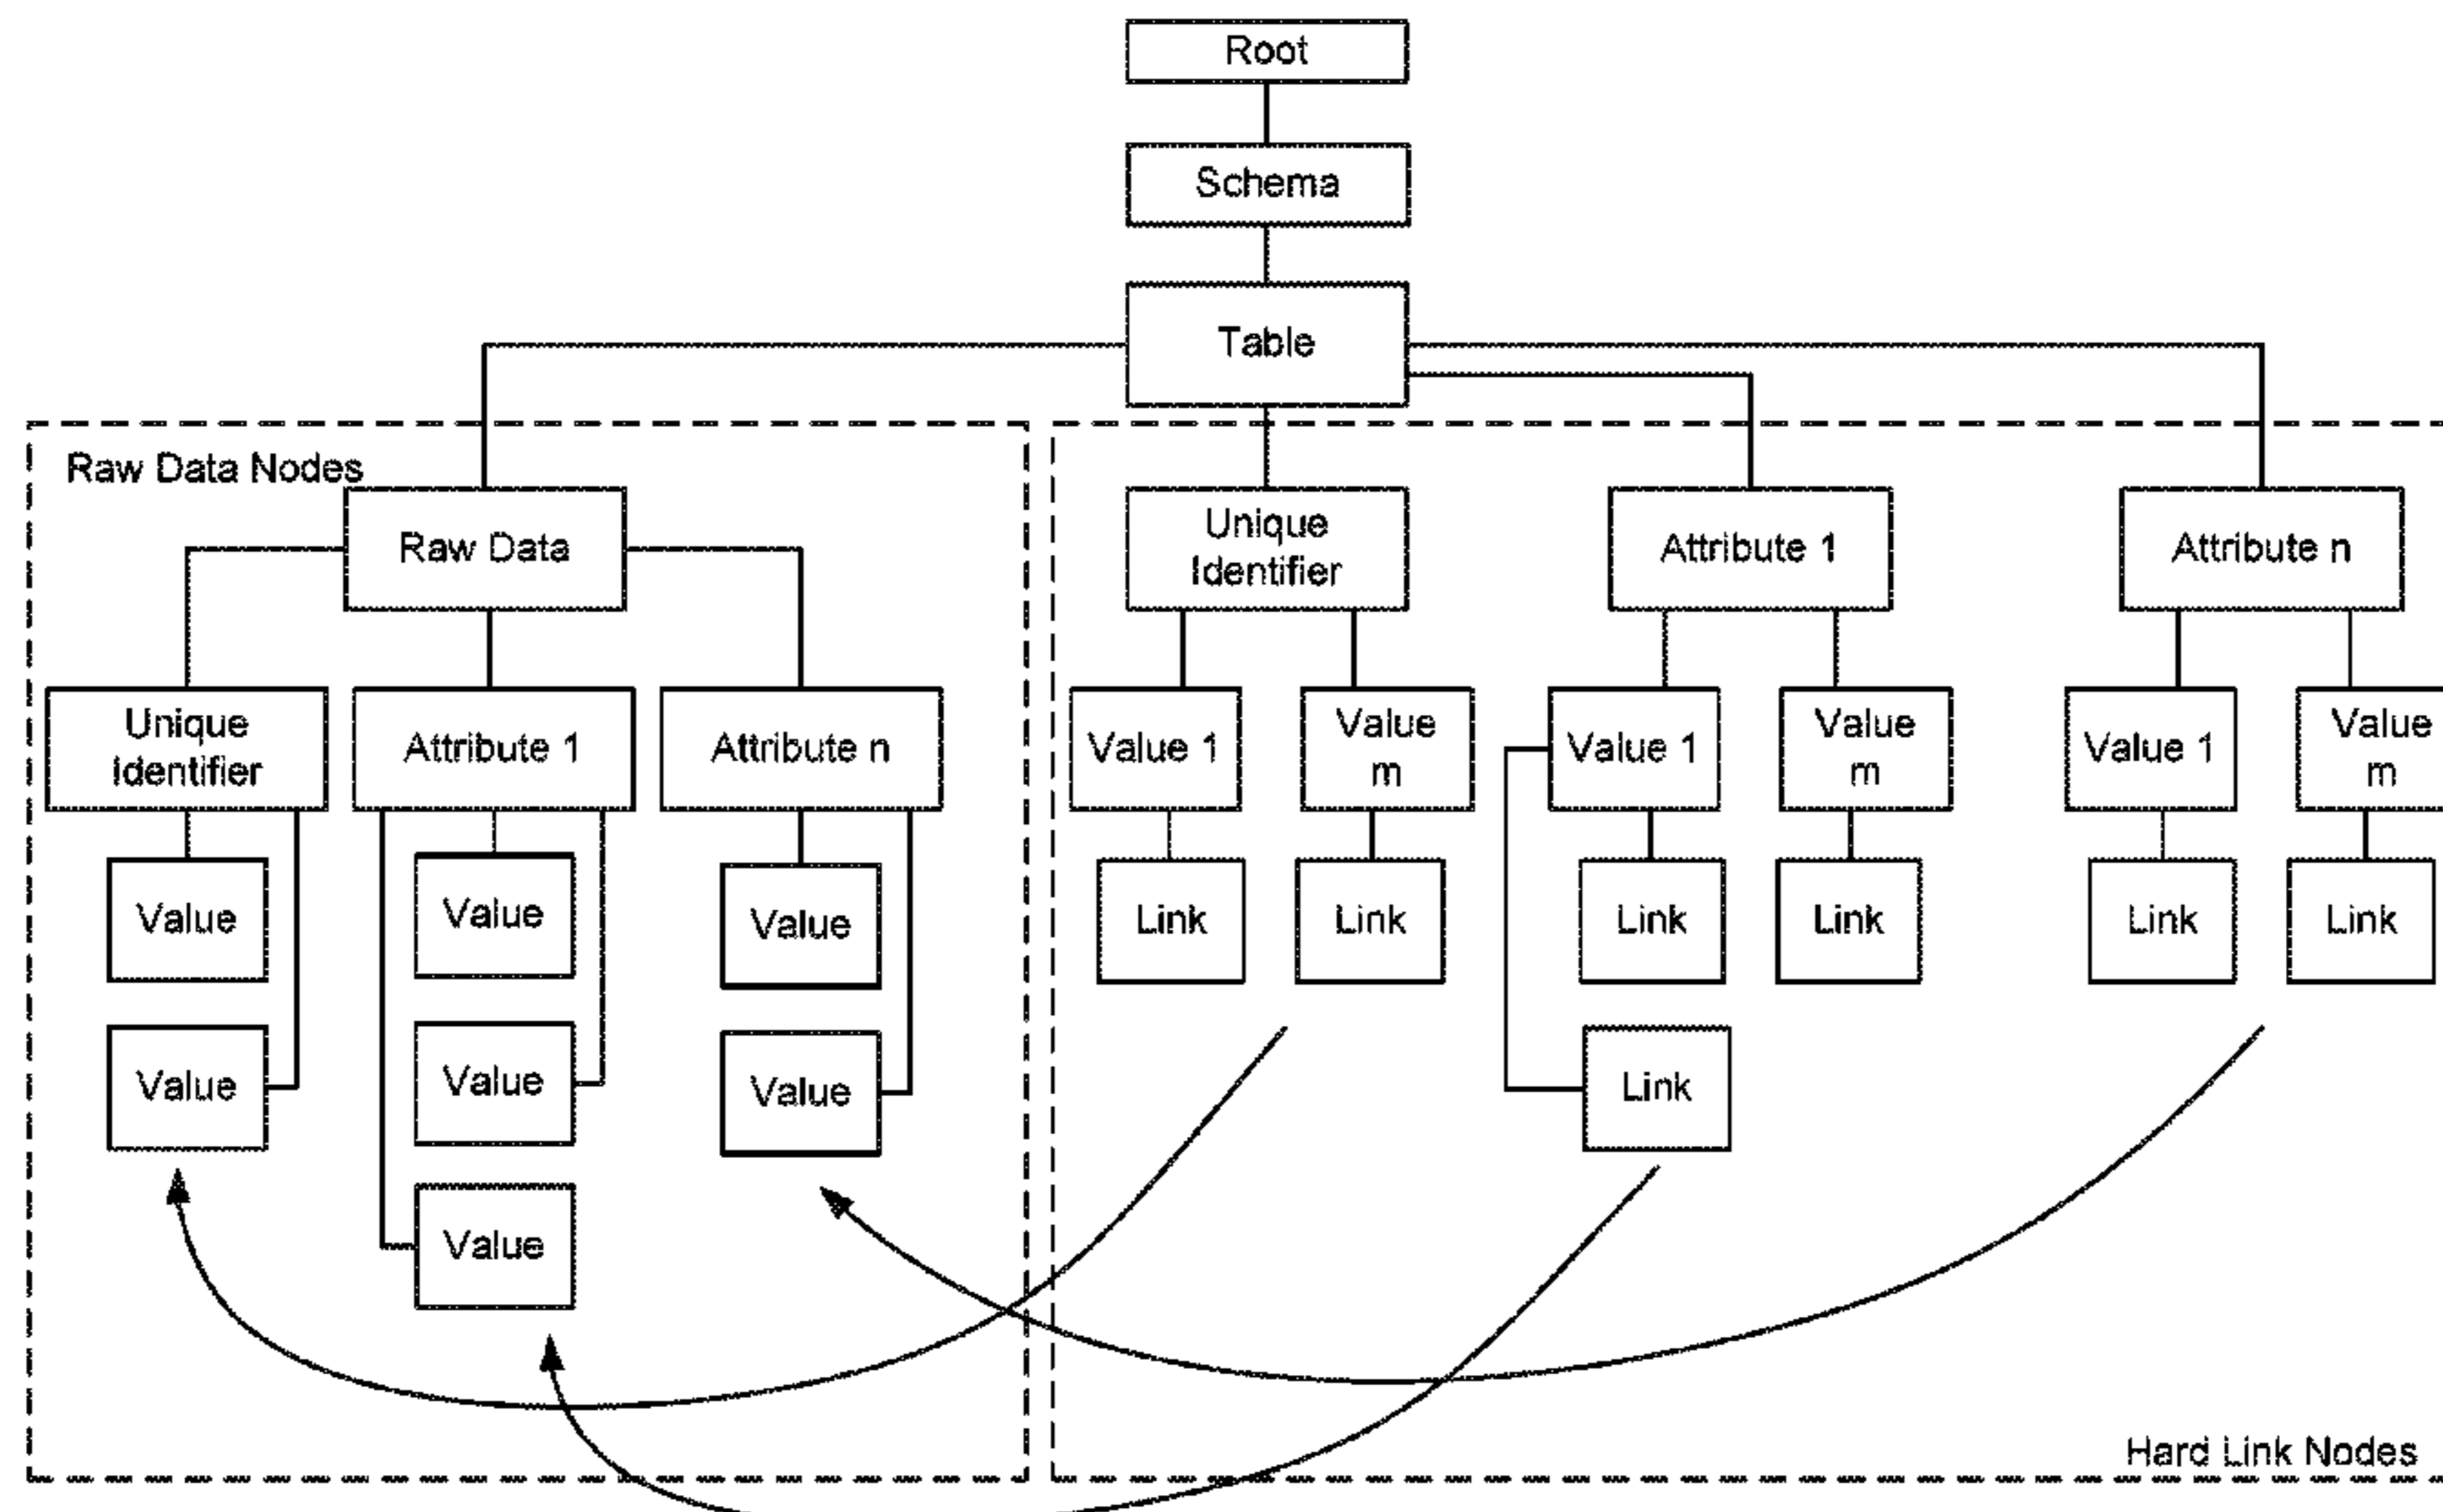 Root
Schema
Table
Raw Data Nodes
Raw Data
Unique
Identifier
Attribute 1
Attribute n
Value
Value
Value
Value
Value
Value
Value
Unique
Identifier
Attribute 1
Attribute n
Value 1
Value
m
Value 1
Value
m
Value 1
Value
m
Link
Link
Link
Link
Link
Link
Link
Hard Link Nodes